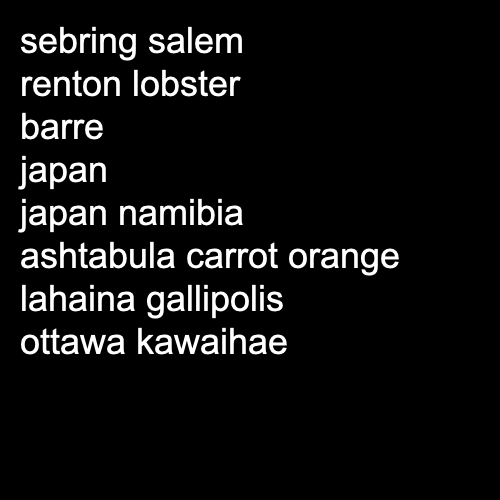 sebring salem
renton lobster
barre
japan
japan namibia
ashtabula carrot orange
lahaina gallipolis
ottawa kawaihae